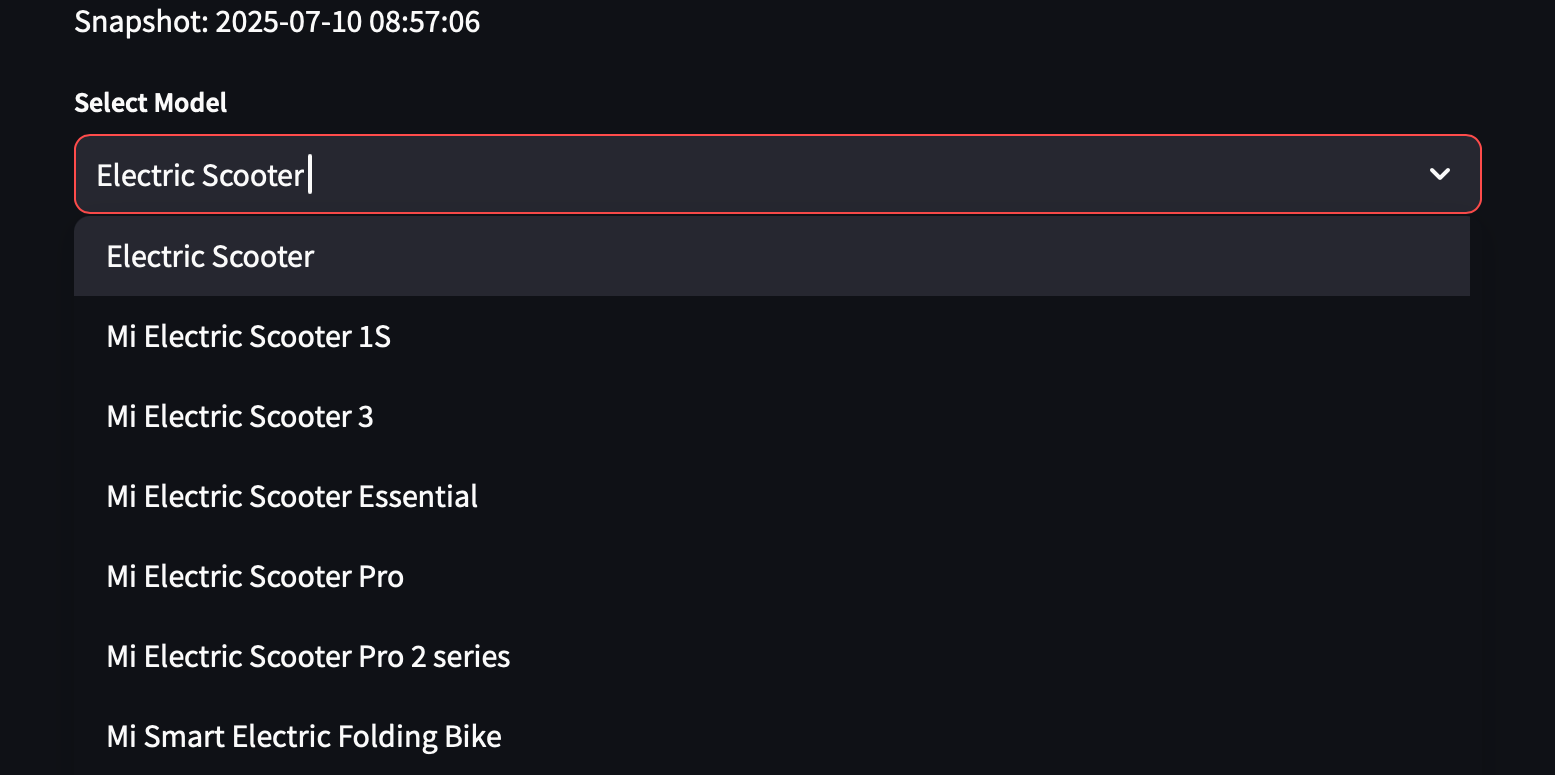 Snapshot: 2025-07-10 08:57:06
Select Model
Electric Scooter
Electric Scooter
Mi Electric Scooter 1S
Mi Electric Scooter 3
Mi Electric Scooter Essential
Mi Electric Scooter Pro
Mi Electric Scooter Pro 2 series
Mi Smart Electric Folding Bike